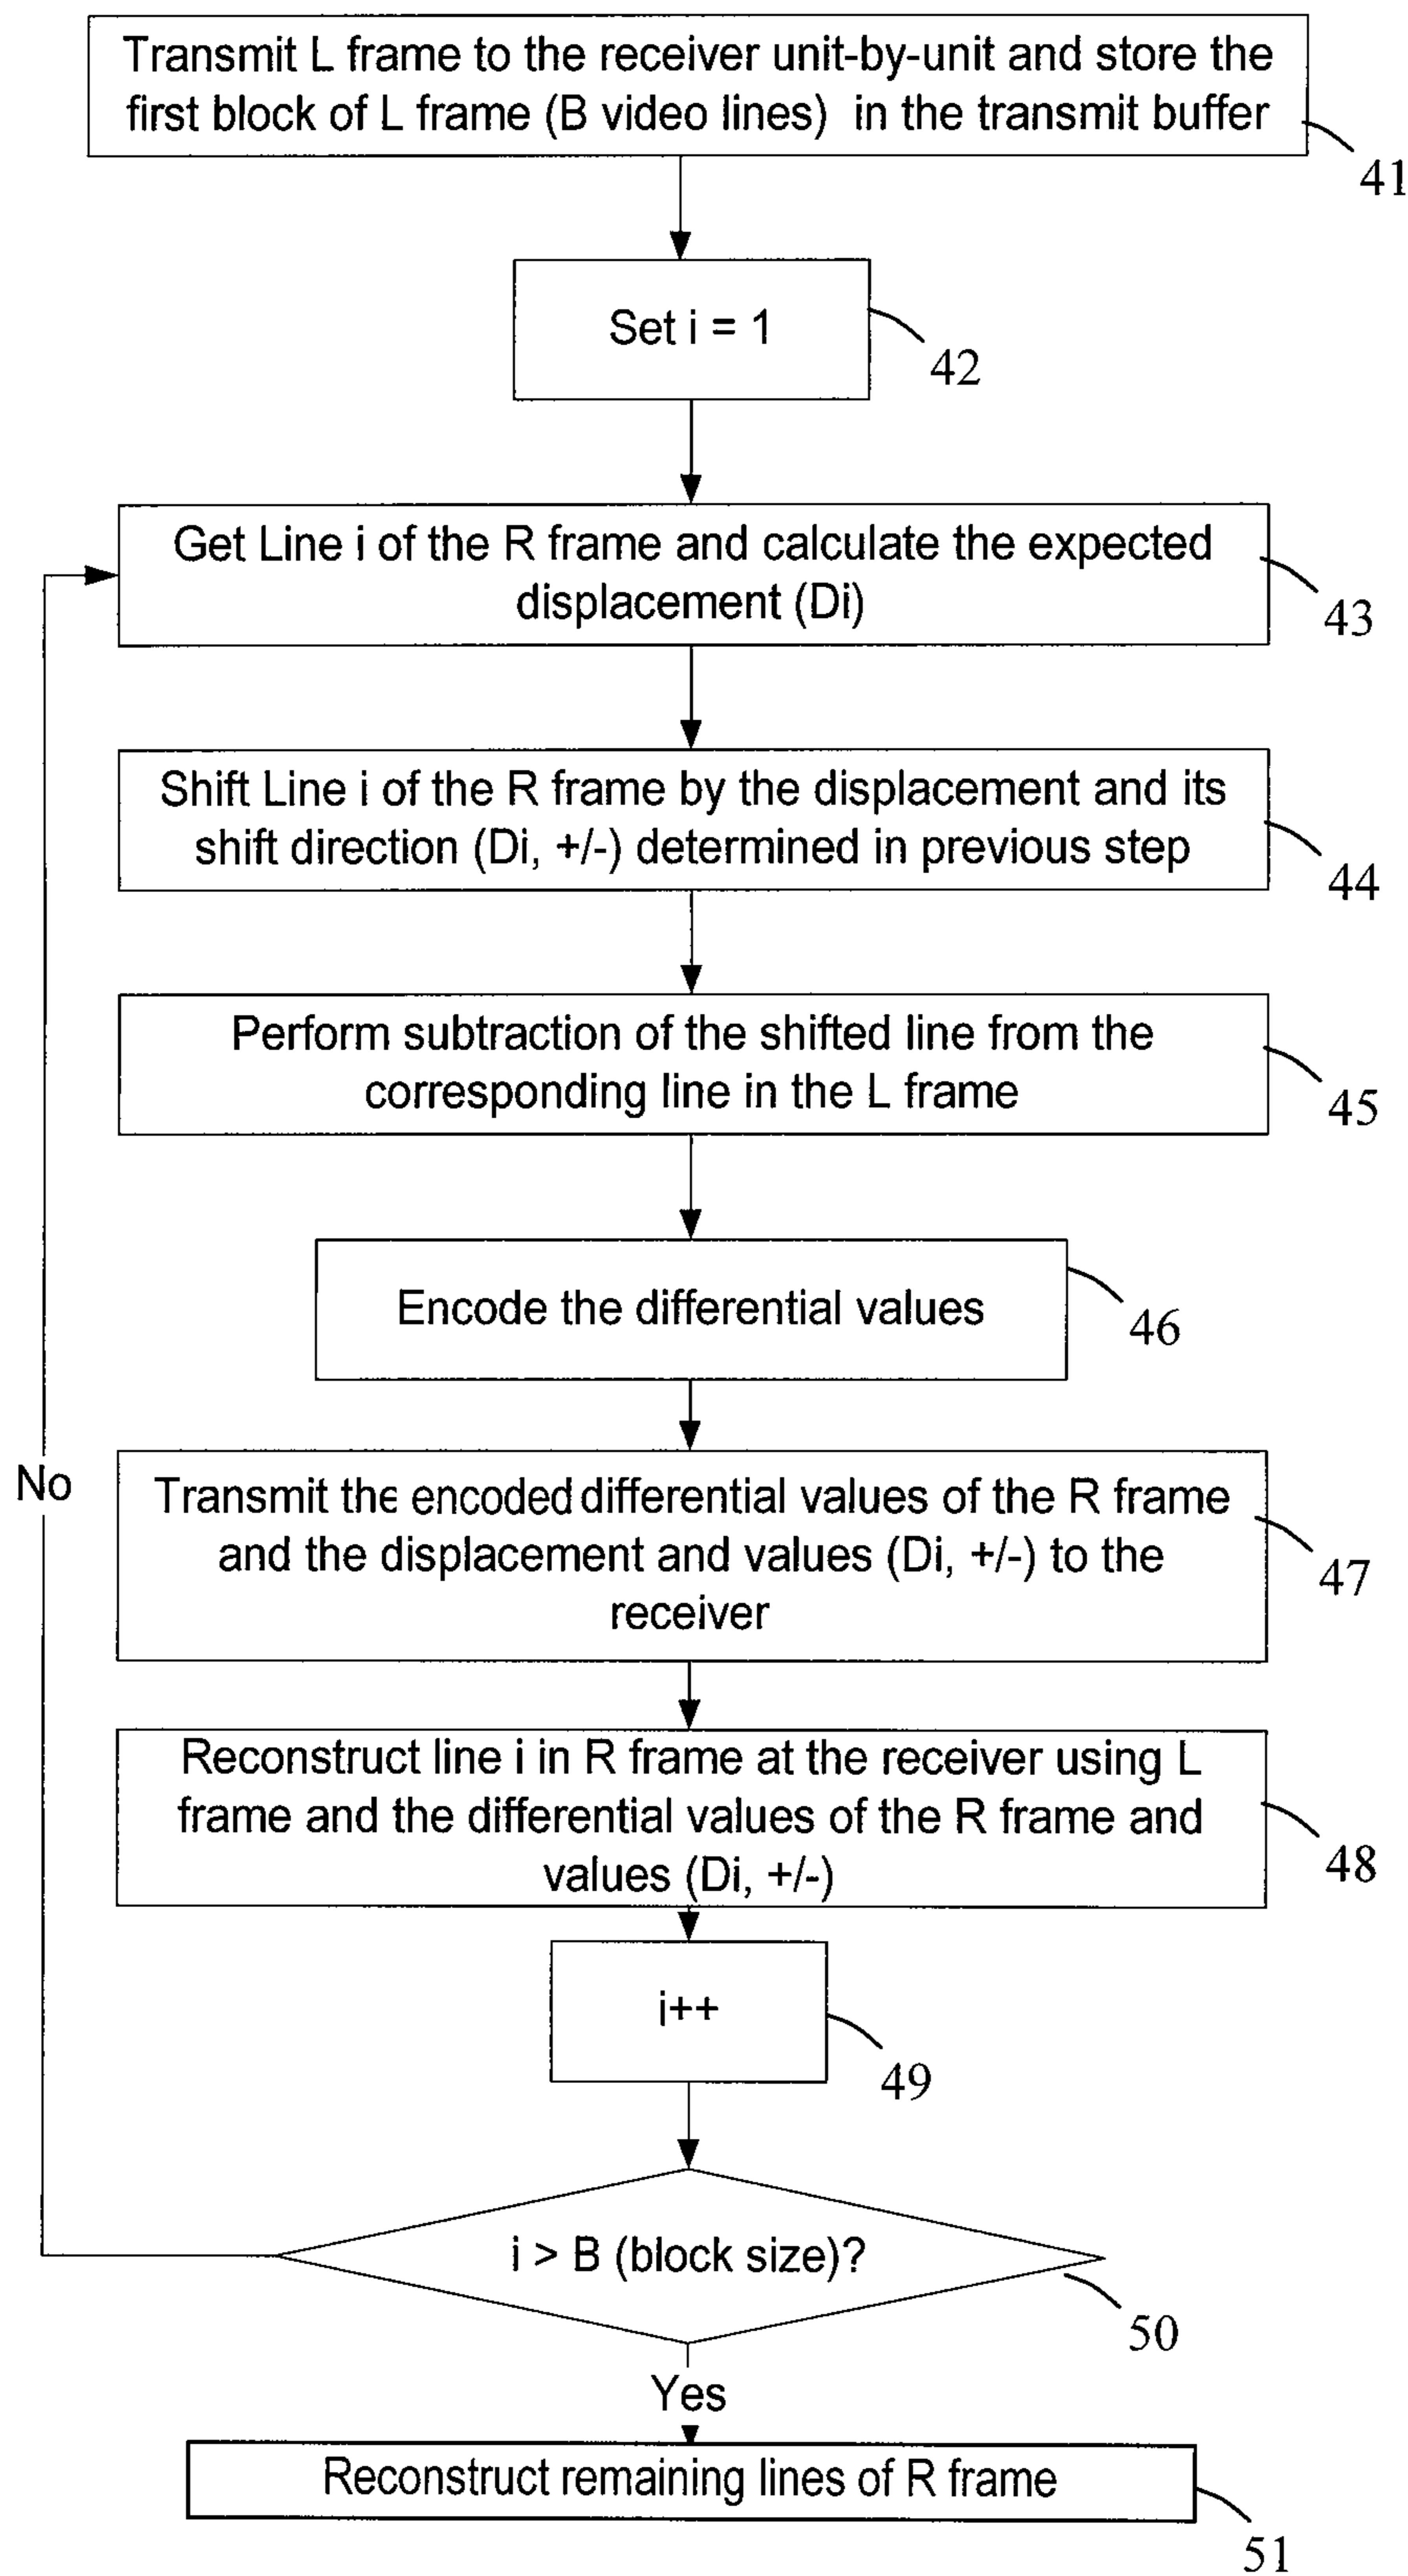 Transmit L frame to the receiver unit-by-unit and store the
first block of L frame (B video lines) in the transmit buffer
41
Set i = 1
42
Get Line i of the R frame and calculate the expected
displacement (Di)
43
Shift Line i of the R frame by the displacement and its
shift direction (Di, +/-) determined in previous step
44
Perform subtraction of the shifted line from the
corresponding line in the L frame
45
Encode the differential values
46
No
Transmit the encoded differential values of the R frame
and the displacement and values (Di, +/-) to the
receiver
47
Reconstruct line i in R frame at the receiver using L
frame and the differential values of the R frame and
values (Di, +/-)
48
i++
49
i > B (block size)?
50
Yes
Reconstruct remaining lines of R frame
51